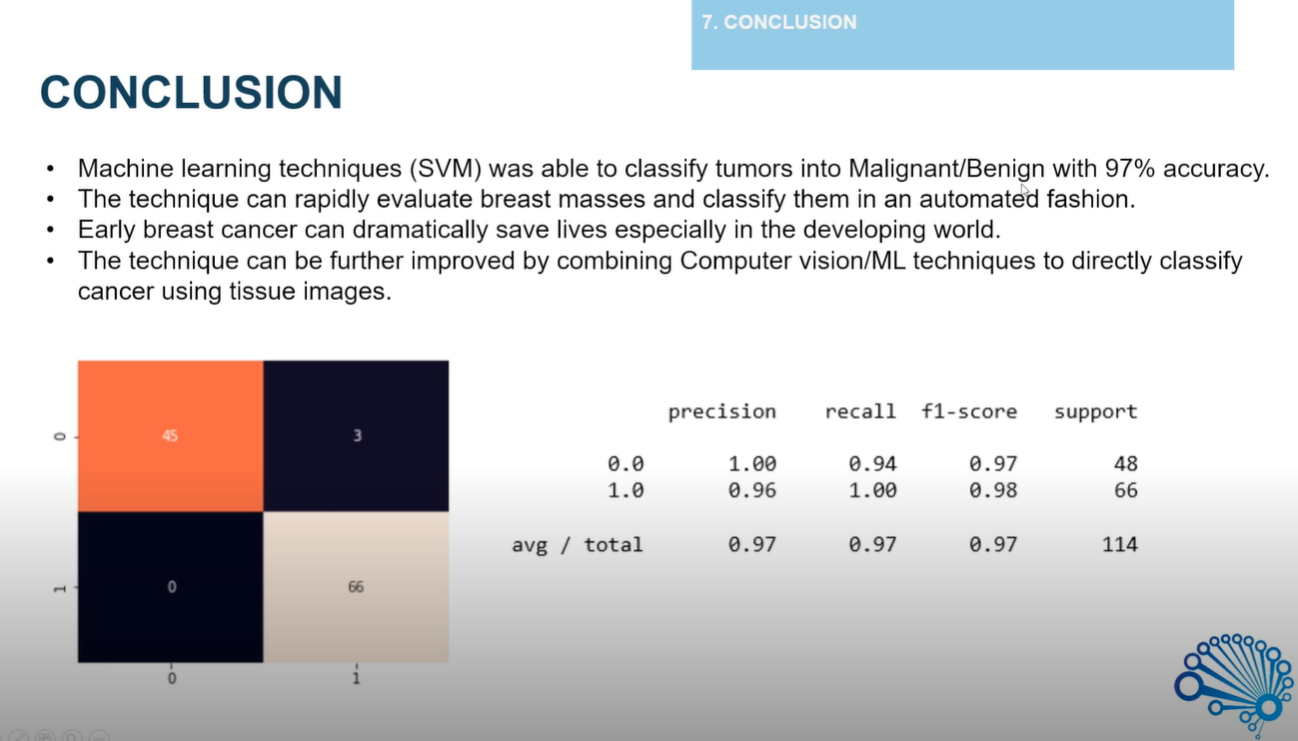 7. CONCLUSION
CONCLUSION
• Machine learning techniques (SVM) was able to classify tumors into Malignant/Benign with 97% accuracy.
• The technique can rapidly evaluate breast masses and classify them in an automated fashion.
• Early breast cancer can dramatically save lives especially in the developing world.
• The technique can be further improved by combining Computer vision/ML techniques to directly classify
cancer using tissue images.
0 45 3
1 0 66
0 1
precision recall f1-score support
0.0 1.00 0.94 0.97 48
1.0 0.96 1.00 0.98 66
avg / total 0.97 0.97 0.97 114